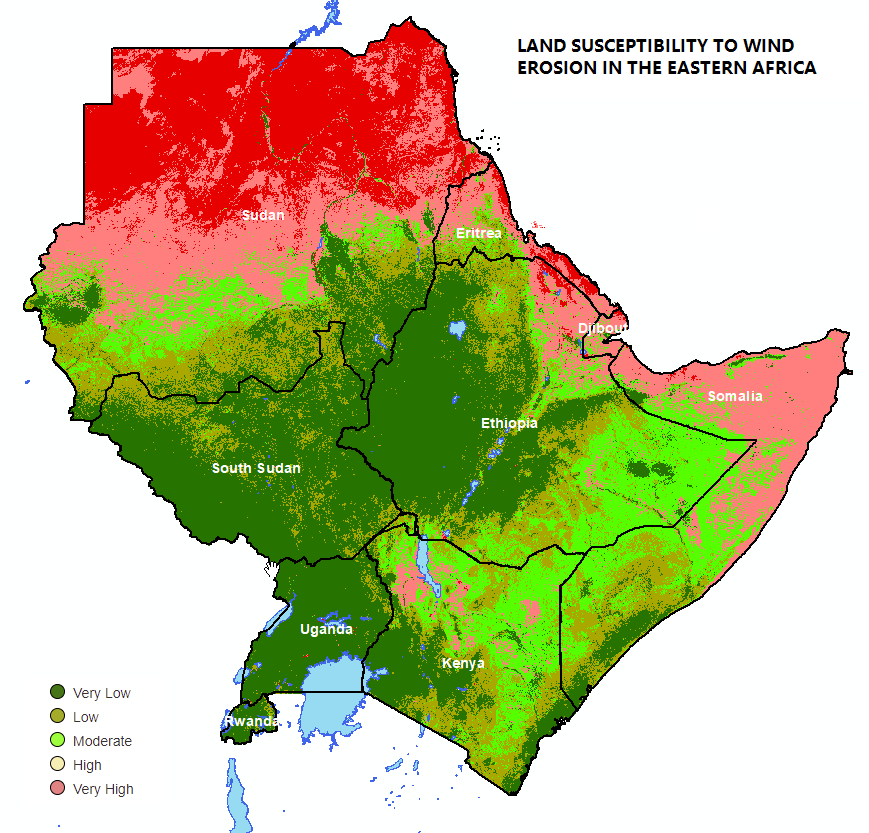 LAND SUSCEPTIBILITY TO WIND
EROSION IN THE EASTERN AFRICA
Sudan
Eritrea
Djibout
Somalia
Ethiopia
South Sudan
Uganda
Kenya
Rwanda
Very Low
Low
Moderate
High
Very High